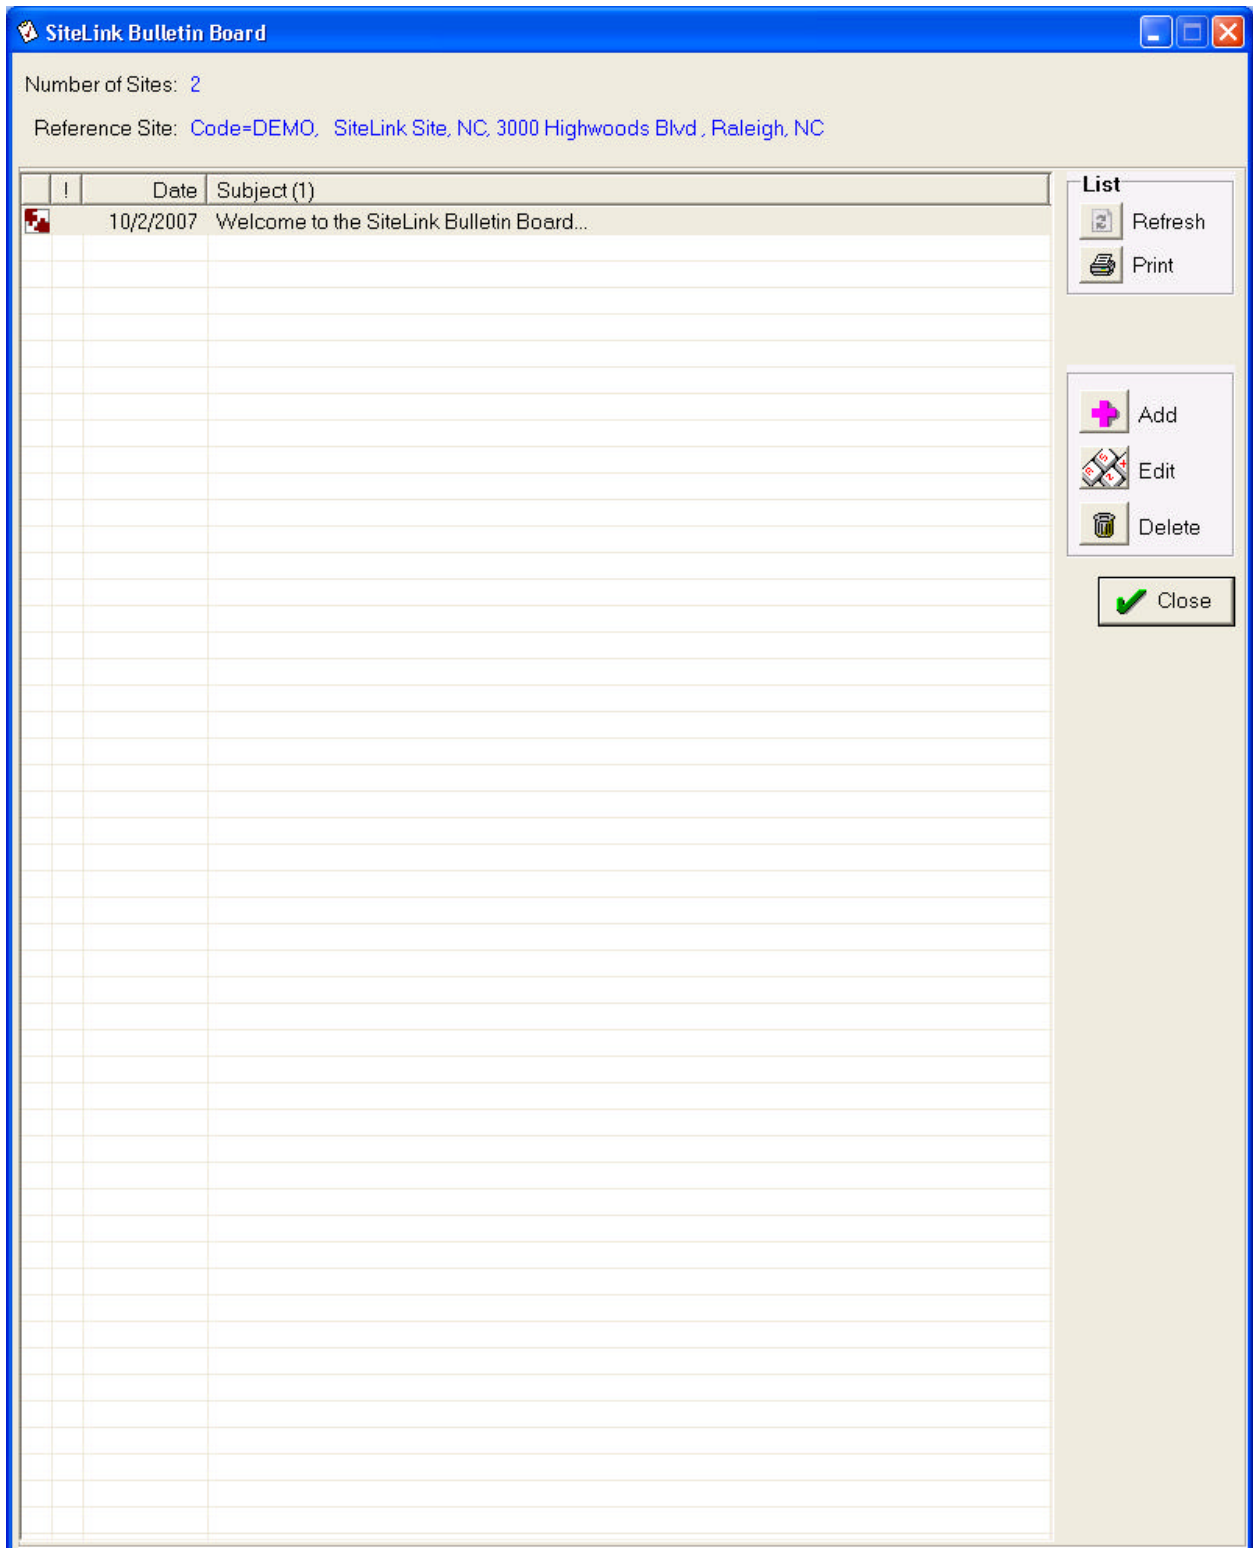 SiteLink Bulletin Board
Number of Sites: 2
Reference Site: Code=DEMO, SiteLink Site, NC, 3000 Highwoods Blvd , Raleigh, NC
! Date Subject (1)
10/2/2007 Welcome to the SiteLink Bulletin Board...
List
Refresh
Print
Add
Edit
Delete
Close